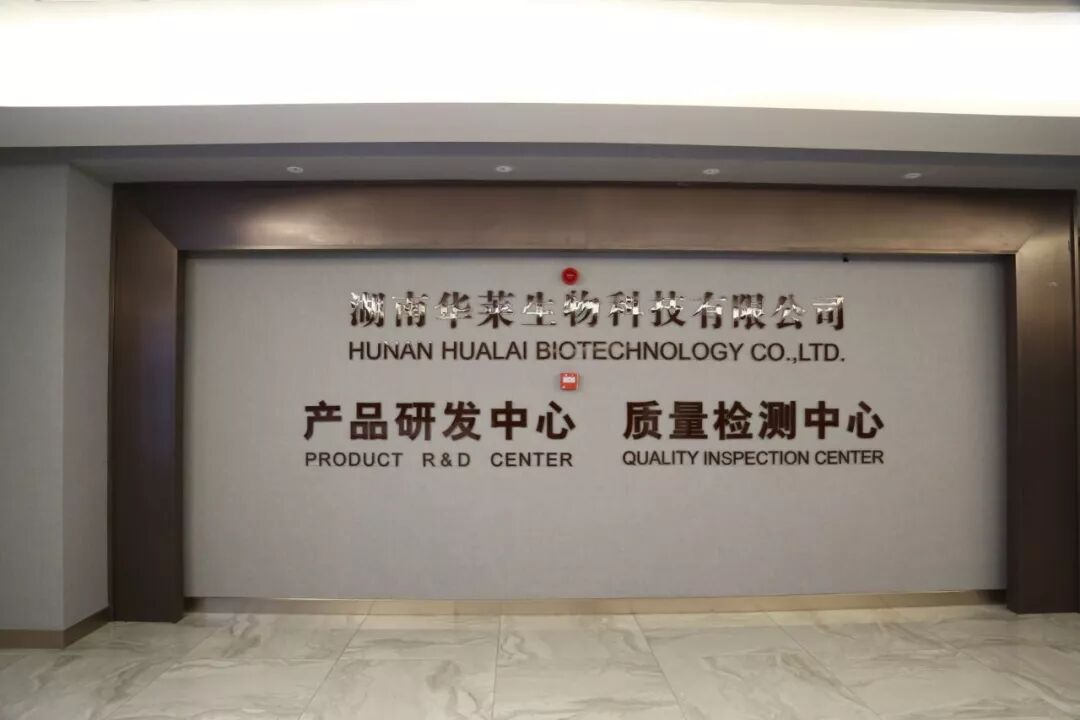 湖南华莱生物科技有限公司
HUNAN HUALAI BIOTECHNOLOGY CO.,LTD.
产品研发中心 质量检测中心
PRODUCT R&D CENTER QUALITY INSPECTION CENTER